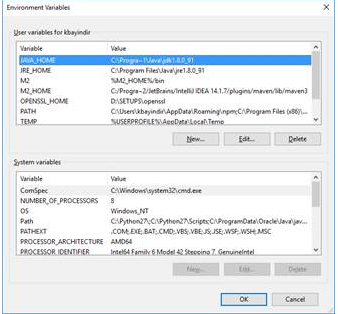 Environment Variables
User variables for kbayindir
Variable Value
JAVA_HOME C:\Progra~1\Java\jdk1.8.0_91
JRE_HOME C:\Program Files\Java\jre1.8.0_91
M2 %M2_HOME%/bin
M2_HOME C:/Progra~2/JetBrains/IntelliJ IDEA 14.1.7/plugins/maven/lib/maven3
OPENSSL_HOME D:\SETUPS\openssl
PATH C:\Users\kbayindir\AppData\Roaming\npm;C:\Program Files (x86)\...
TEMP %USERPROFILE%\AppData\Local\Temp
New... Edit... Delete
System variables
Variable Value
ComSpec C:\Windows\system32\cmd.exe
NUMBER_OF_PROCESSORS 8
OS Windows_NT
Path C:\Python27\;C:\Python27\Scripts;C:\ProgramData\Oracle\Java\jav...
PATHEXT .COM;.EXE;.BAT;.CMD;.VBS;.VBE;.JS;.JSE;.WSF;.WSH;.MSC
PROCESSOR_ARCHITECTURE AMD64
PROCESSOR_IDENTIFIER Intel64 Family 6 Model 42 Stepping 7, GenuineIntel
New... Edit... Delete
OK Cancel